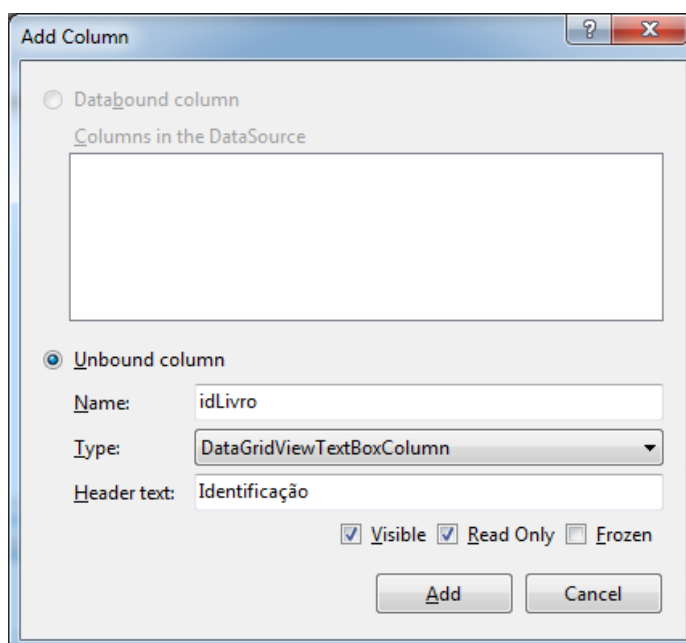 Add Column
?
Databound column
Columns in the DataSource
Unbound column
Name: idLivro
Type: DataGridViewTextBoxColumn
Header text: Identificação
Visible Read Only Frozen
Add Cancel